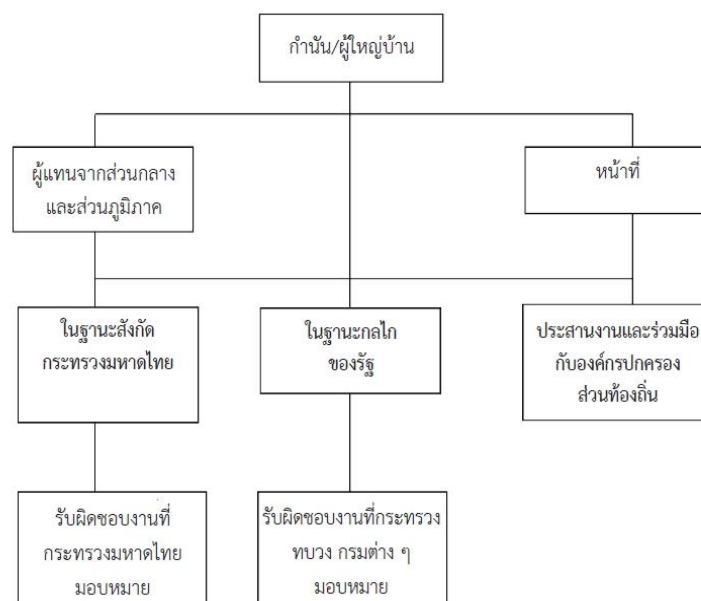 กำนัน/ผู้ใหญ่บ้าน
ผู้แทนจากส่วนกลาง
และส่วนภูมิภาค
หน้าที่
ในฐานะสังกัด
กระทรวงมหาดไทย
ในฐานะกลไก
ของรัฐ
ประสานงานและร่วมมือ
กับองค์กรปกครอง
ส่วนท้องถิ่น
รับผิดชอบงานที่
กระทรวงมหาดไทย
มอบหมาย
รับผิดชอบงานที่กระทรวง
ทบวง กรมต่าง ๆ
มอบหมาย